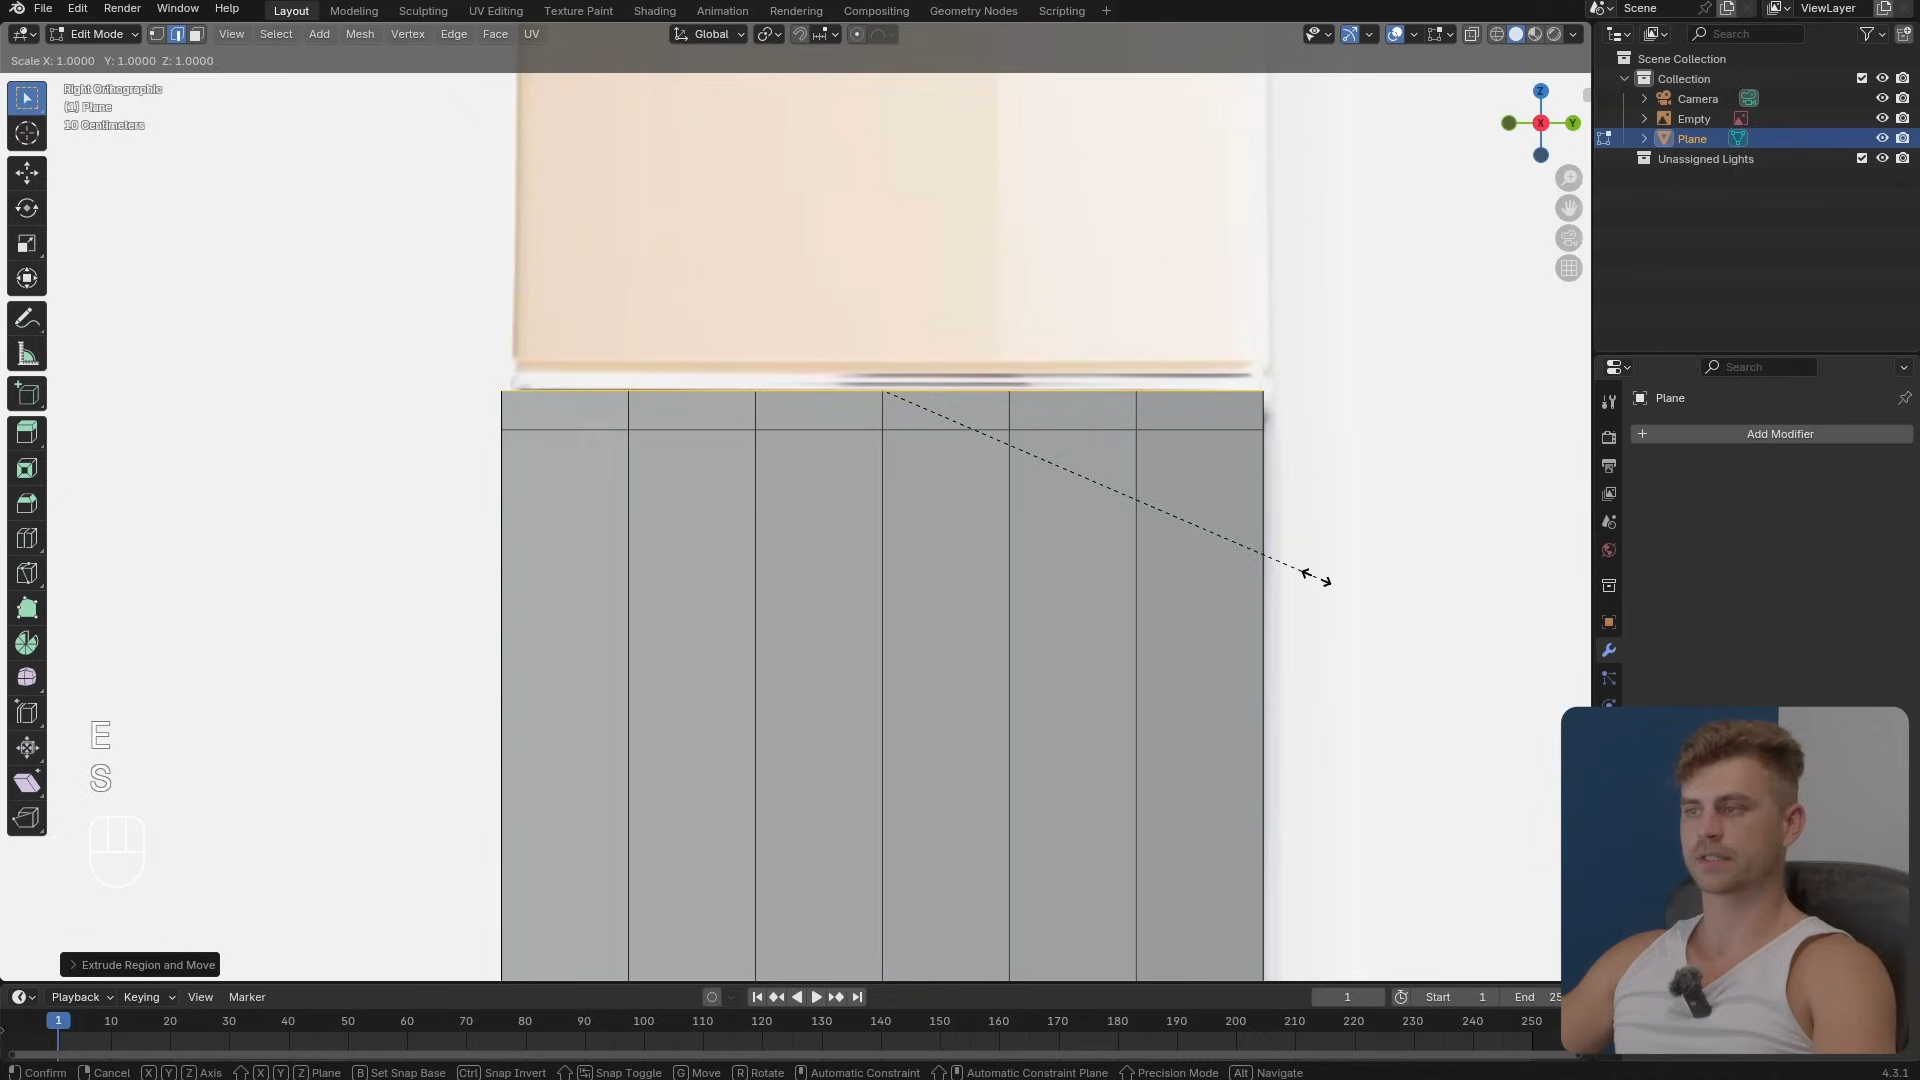 File Edit Render Window Help Layout Modeling Sculpting UV Editing Texture Paint Shading Animation Rendering Compositing Geometry Nodes Scripting + Scene ViewLayer
Edit Mode View Select Add Mesh Vertex Edge Face UV Global Search
Scale X: 1.0000 Y: 1.0000 Z: 1.0000
Scene Collection
Right Orthographic
(1) Plane
10 Centimeters
Z
X
Y
Collection
Camera
Empty
Plane
Unassigned Lights
Search
Plane
+ Add Modifier
E
S
Extrude Region and Move
Playback Keying View Marker 1 Start 1 End 25
1 10 20 30 40 50 60 70 80 90 100 110 120 130 140 150 160 170 180 190 200 210 220 230 240 250
Confirm Cancel X Y Z Axis X Y Z Plane B Set Snap Base Ctrl Snap Invert Snap Toggle G Move R Rotate Automatic Constraint Automatic Constraint Plane Precision Mode Alt Navigate 4.3.1